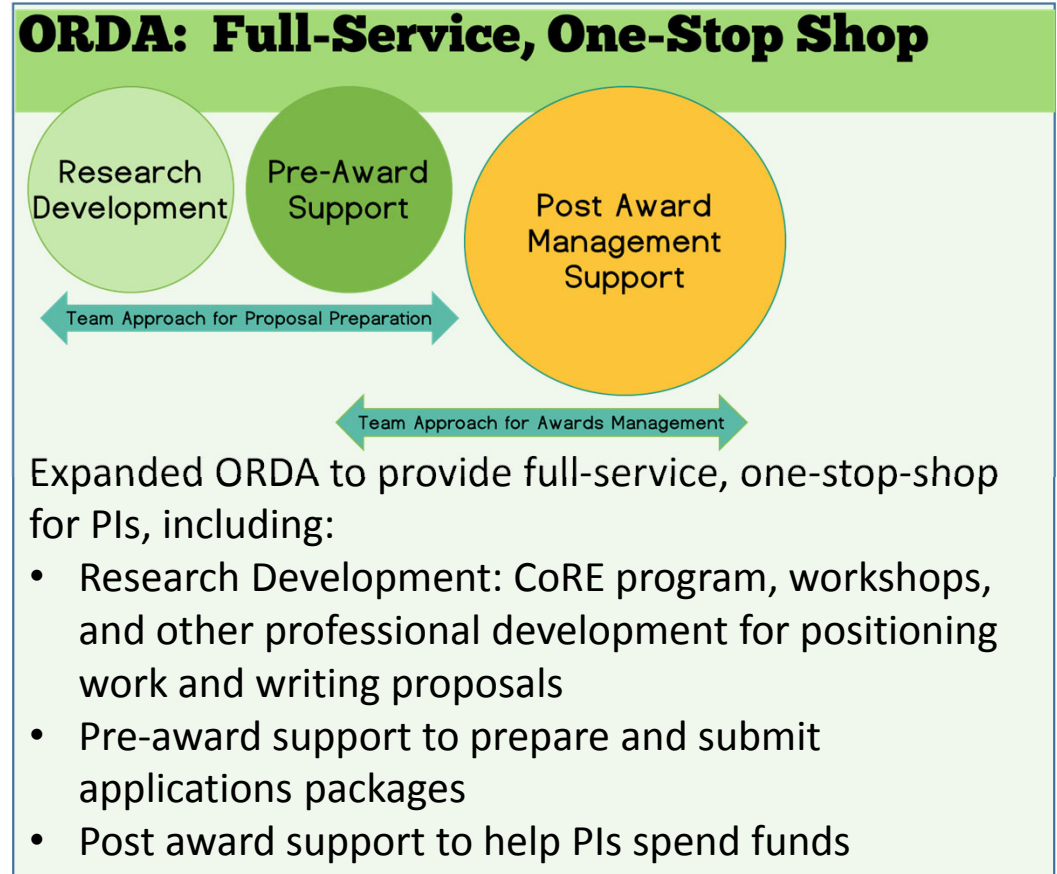 ORDA: Full-Service, One-Stop Shop
Research
Development
Pre-Award
Support
Post Award
Management
Support
Team Approach for Proposal Preparation
Team Approach for Awards Management
Expanded ORDA to provide full-service, one-stop-shop
for PIs, including:
• Research Development: CoRE program, workshops,
and other professional development for positioning
work and writing proposals
• Pre-award support to prepare and submit
applications packages
• Post award support to help PIs spend funds